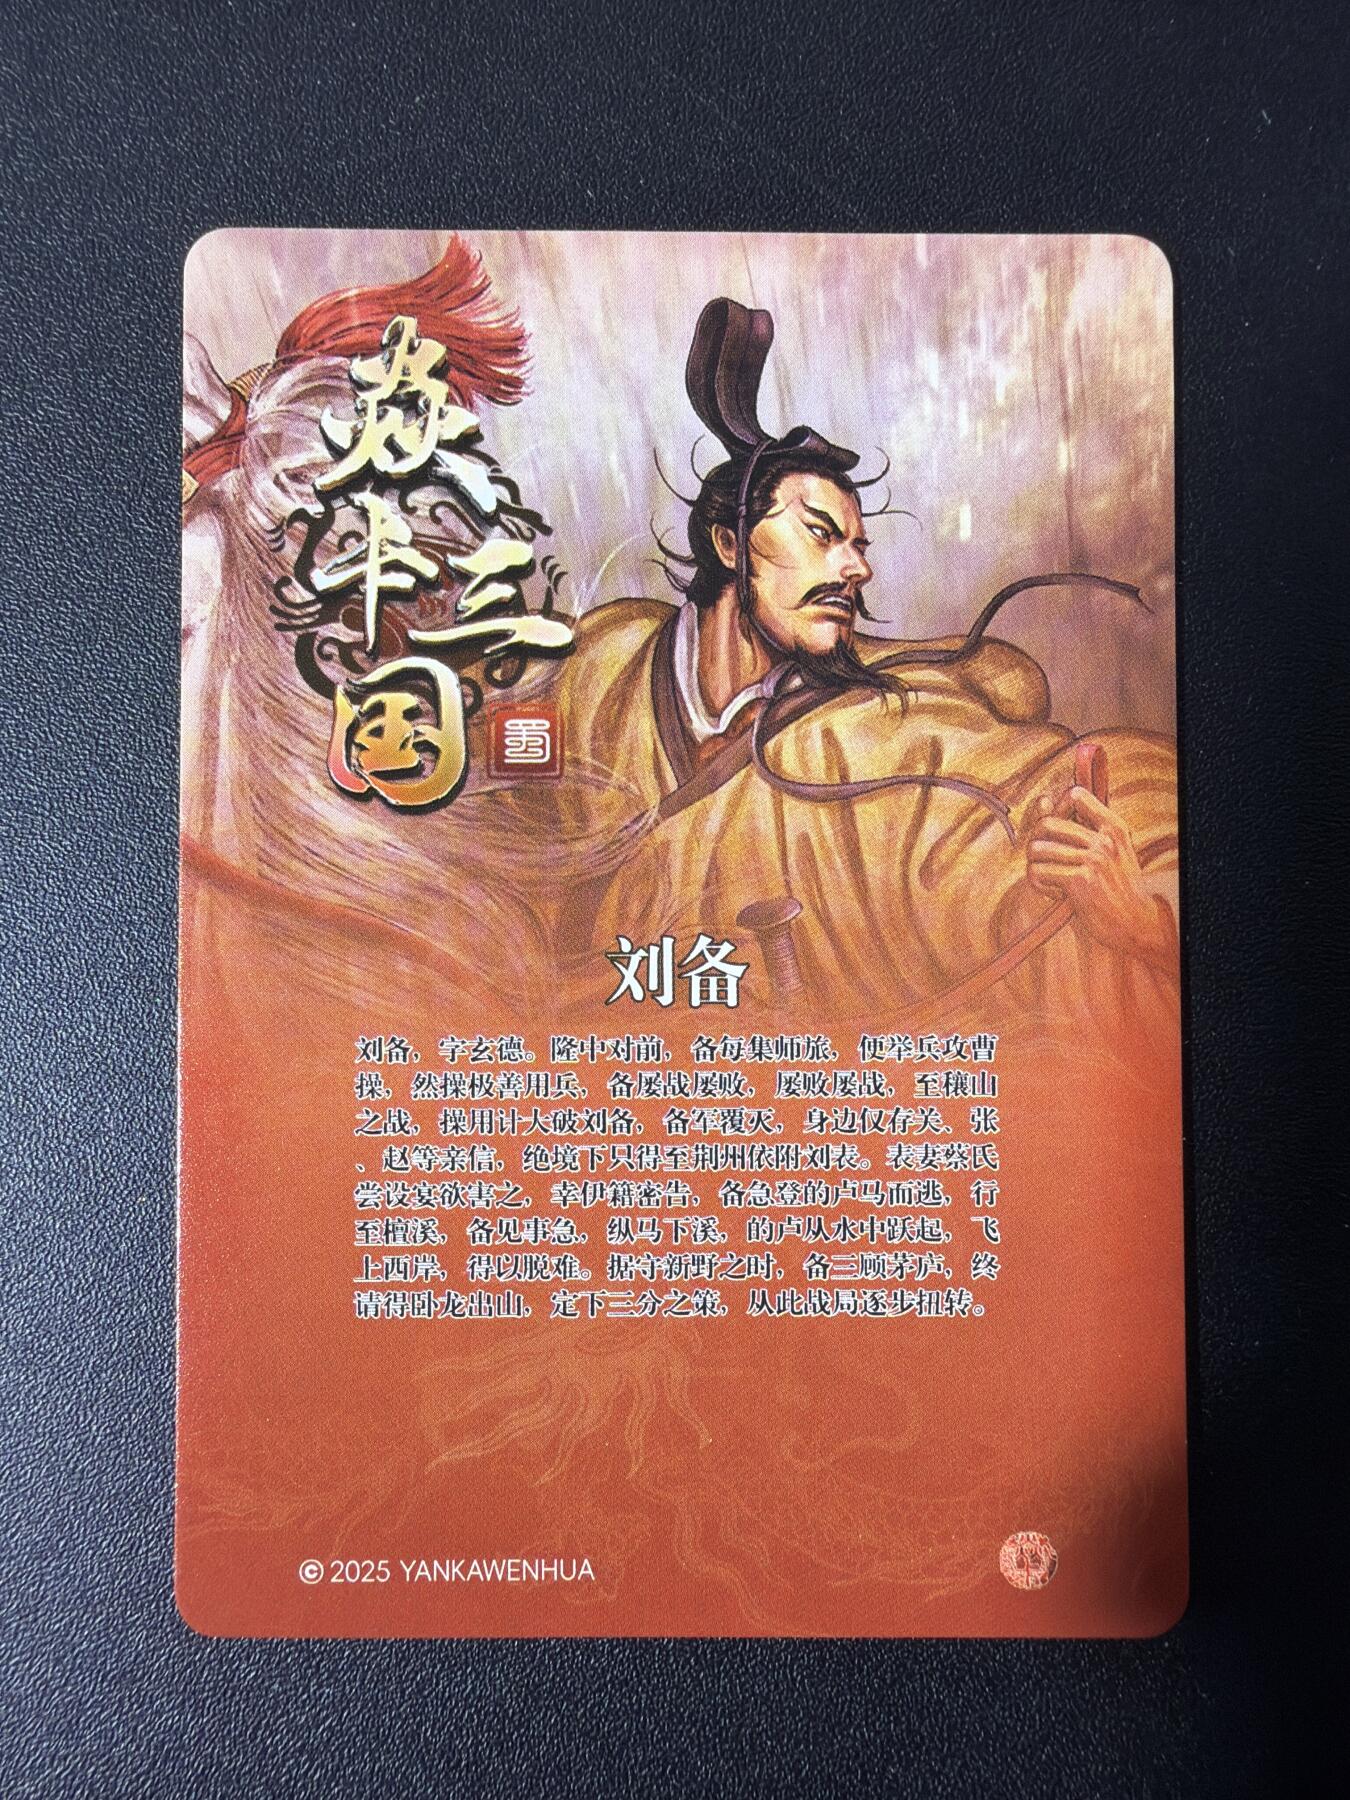 焱卡三国
蜀
刘备
刘备，字玄德。隆中对前，备每集师旅，便举兵攻曹
操，然操极善用兵，备屡战屡败，屡败屡战，至穰山
之战，操用计大破刘备，备军覆灭，身边仅存关、张
、赵等亲信，绝境下只得至荆州依附刘表。表妻蔡氏
尝设宴欲害之，幸伊籍密告，备急登的卢马而逃，行
至檀溪，备见事急，纵马下溪，的卢从水中跃起，飞
上西岸，得以脱难。据守新野之时，备三顾茅庐，终
请得卧龙出山，定下三分之策，从此战局逐步扭转。
© 2025 YANKAWENHUA